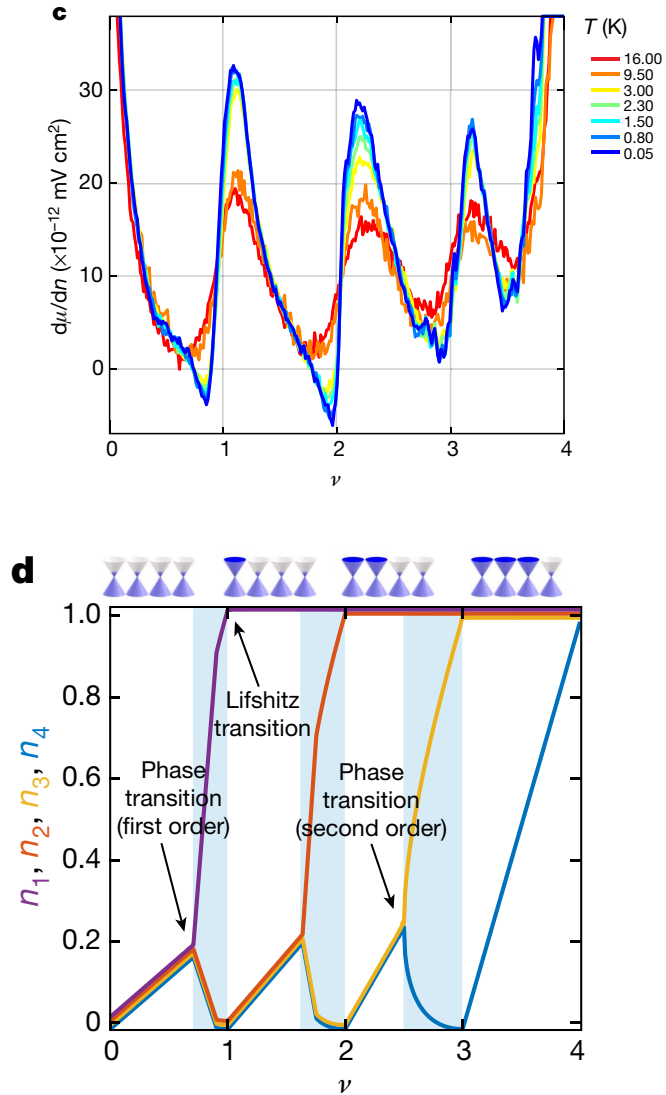 c
T (K)
16.00
9.50
3.00
2.30
1.50
0.80
0.05
dμ/dn (×10⁻¹² mV cm²)
30
20
10
0
0 1 2 3 4
ν
d
1.0
0.8
0.6
0.4
0.2
0
n₁, n₂, n₃, n₄
Lifshitz
transition
Phase
transition
(first order)
Phase
transition
(second order)
0 1 2 3 4
ν